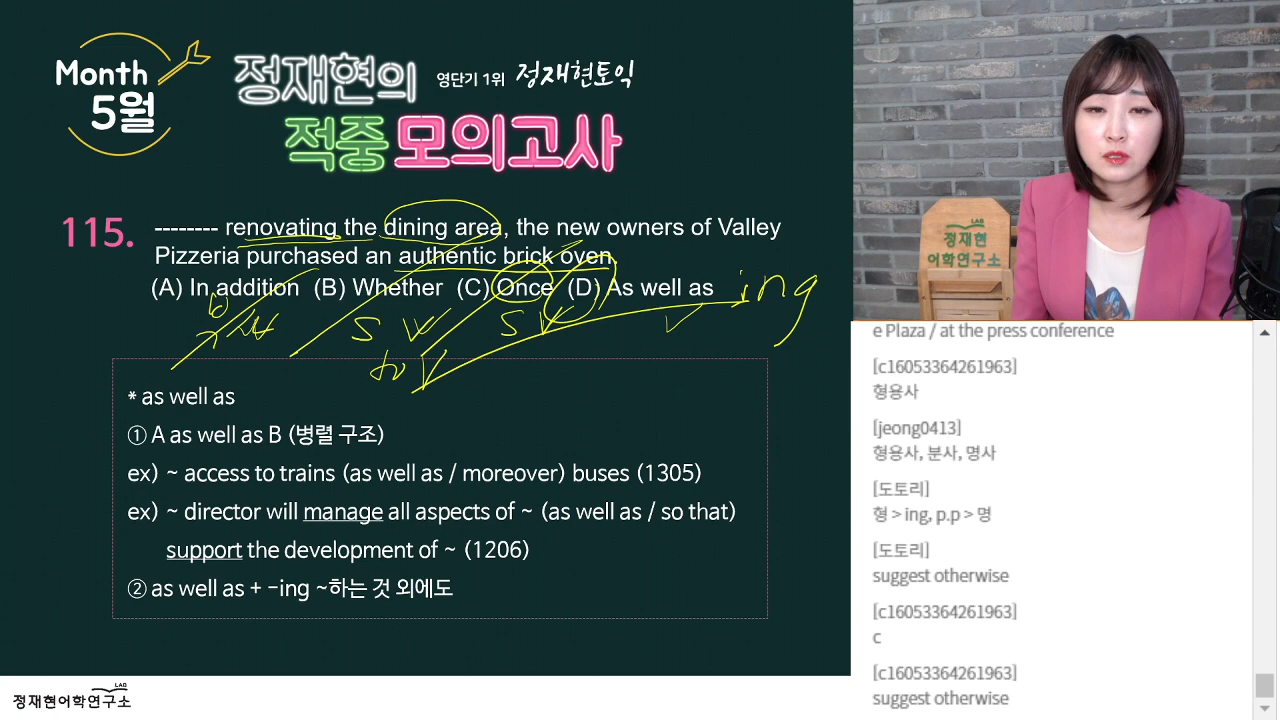 Month
5월
정재현의
영단기 1위 정재현토익
적중 모의고사
115. -------- renovating the dining area, the new owners of Valley
Pizzeria purchased an authentic brick oven.
(A) In addition (B) Whether (C) Once (D) As well as
ing
S V
S V
to V
* as well as
① A as well as B (병렬 구조)
ex) ~ access to trains (as well as / moreover) buses (1305)
ex) ~ director will manage all aspects of ~ (as well as / so that)
support the development of ~ (1206)
② as well as + -ing ~하는 것 외에도
LAB
정재현어학연구소
LAB
정재현
어학연구소
e Plaza / at the press conference
[c16053364261963]
형용사
[jeong0413]
형용사, 분사, 명사
[도토리]
형 > ing, p.p > 명
[도토리]
suggest otherwise
[c16053364261963]
c
[c16053364261963]
suggest otherwise